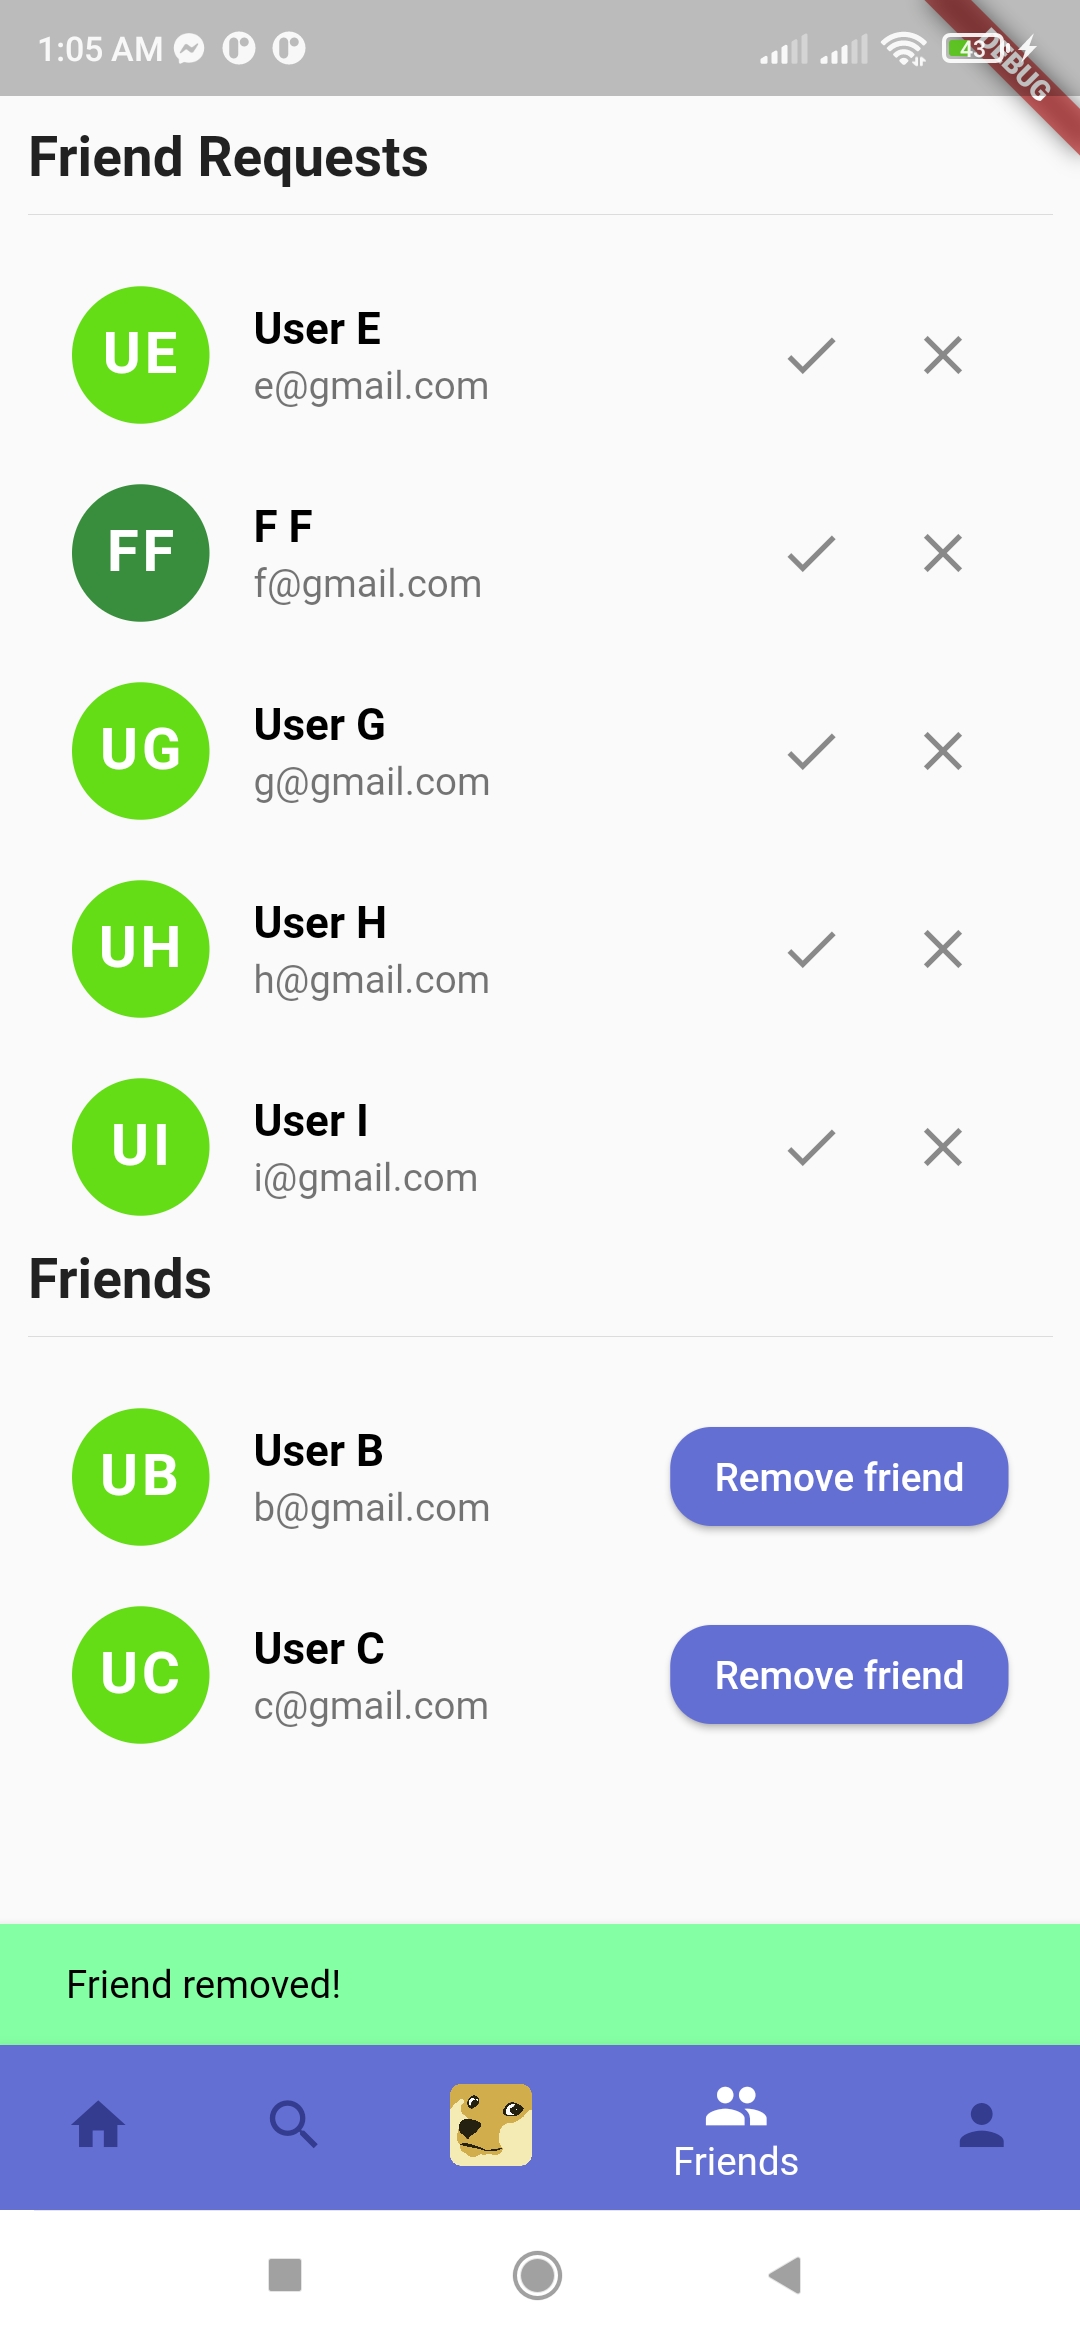 1:05 AM
43
DEBUG
Friend Requests
UE
User E
e@gmail.com
FF
F F
f@gmail.com
UG
User G
g@gmail.com
UH
User H
h@gmail.com
UI
User I
i@gmail.com
Friends
UB
User B
b@gmail.com
Remove friend
UC
User C
c@gmail.com
Remove friend
Friend removed!
Friends